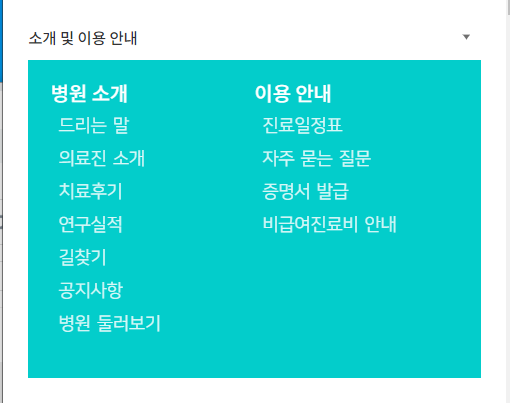 소개 및 이용 안내
병원 소개
드리는 말
의료진 소개
치료후기
연구실적
길찾기
공지사항
병원 둘러보기
이용 안내
진료일정표
자주 묻는 질문
증명서 발급
비급여진료비 안내